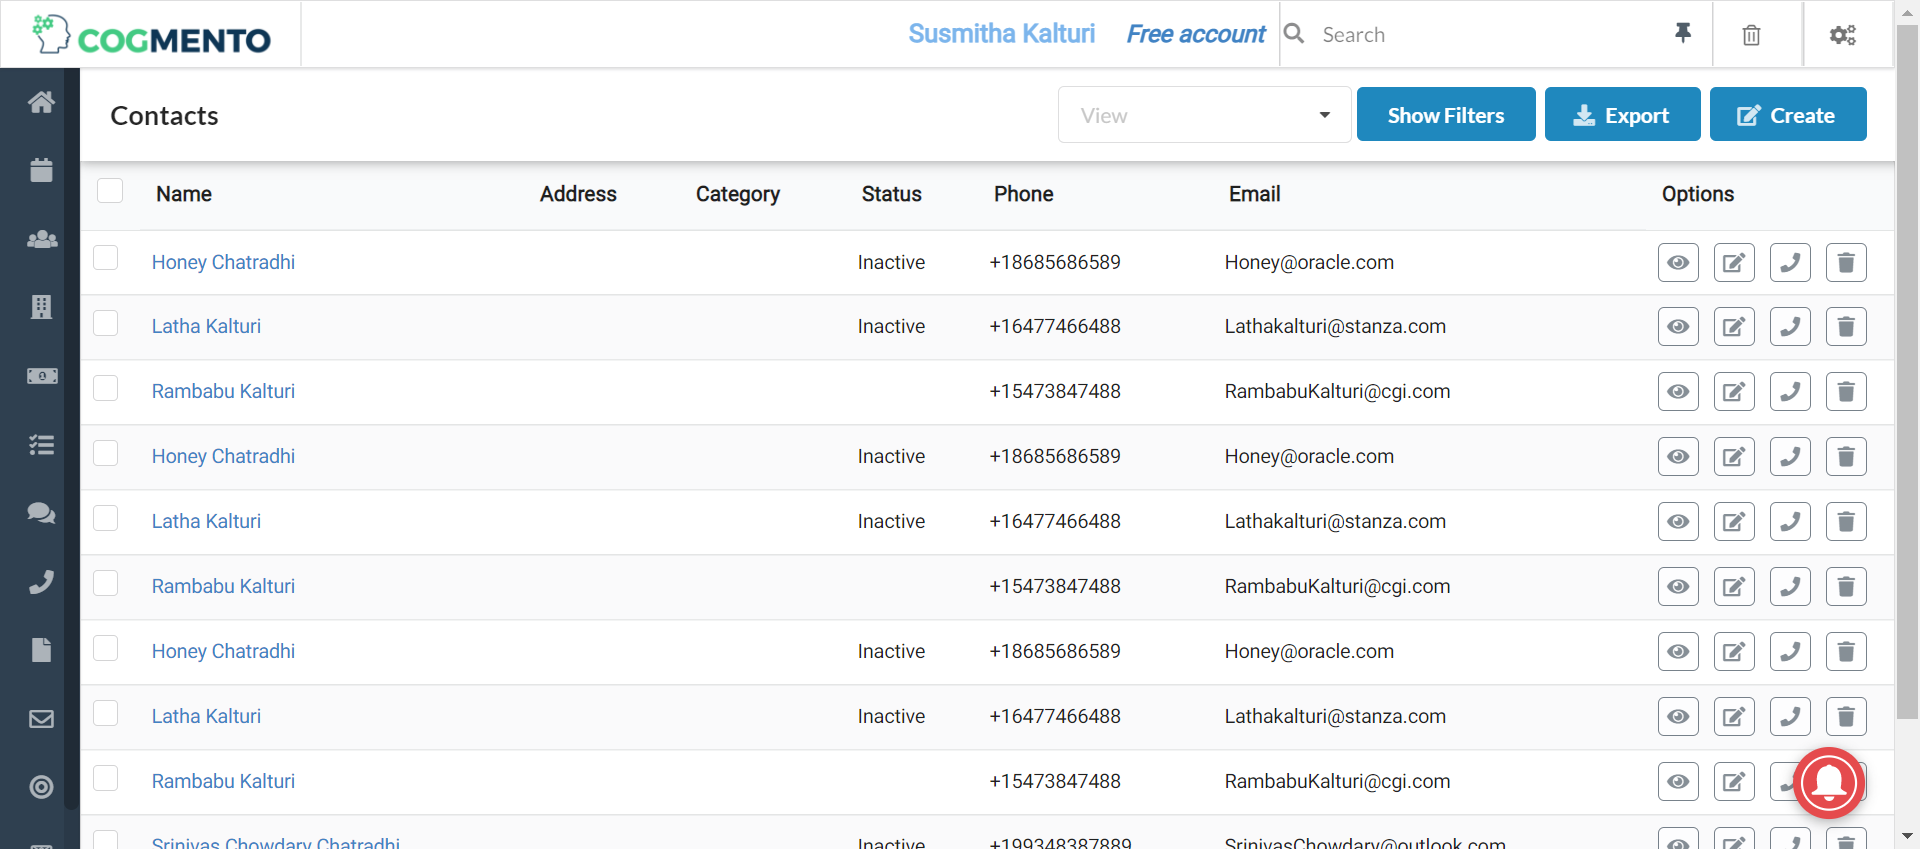 COGMENTO
Susmitha Kalturi Free account Search
Contacts View Show Filters Export Create
Name Address Category Status Phone Email Options
Honey Chatradhi Inactive +18685686589 Honey@oracle.com
Latha Kalturi Inactive +16477466488 Lathakalturi@stanza.com
Rambabu Kalturi +15473847488 RambabuKalturi@cgi.com
Honey Chatradhi Inactive +18685686589 Honey@oracle.com
Latha Kalturi Inactive +16477466488 Lathakalturi@stanza.com
Rambabu Kalturi +15473847488 RambabuKalturi@cgi.com
Honey Chatradhi Inactive +18685686589 Honey@oracle.com
Latha Kalturi Inactive +16477466488 Lathakalturi@stanza.com
Rambabu Kalturi +15473847488 RambabuKalturi@cgi.com
Srinivas Chowdary Chatradhi Inactive +199348387889 SrinivasChowdary@outlook.com